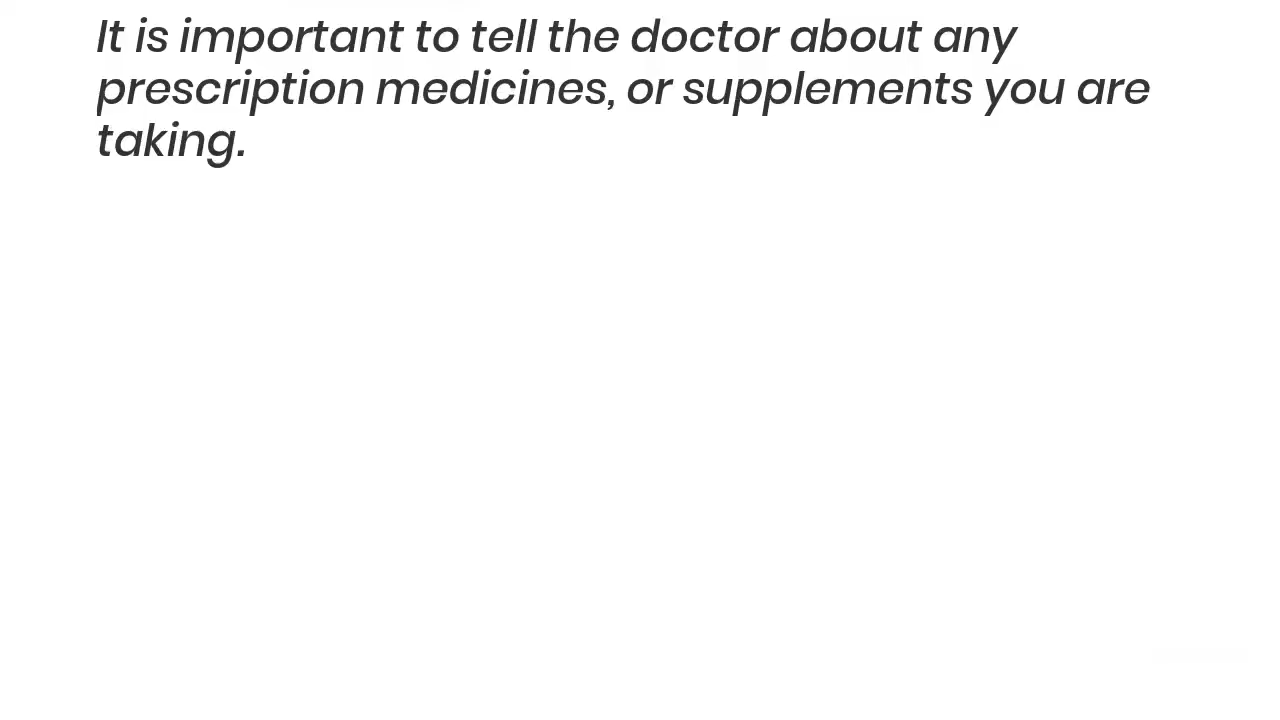 It is important to tell the doctor about any
prescription medicines, or supplements you are
taking.